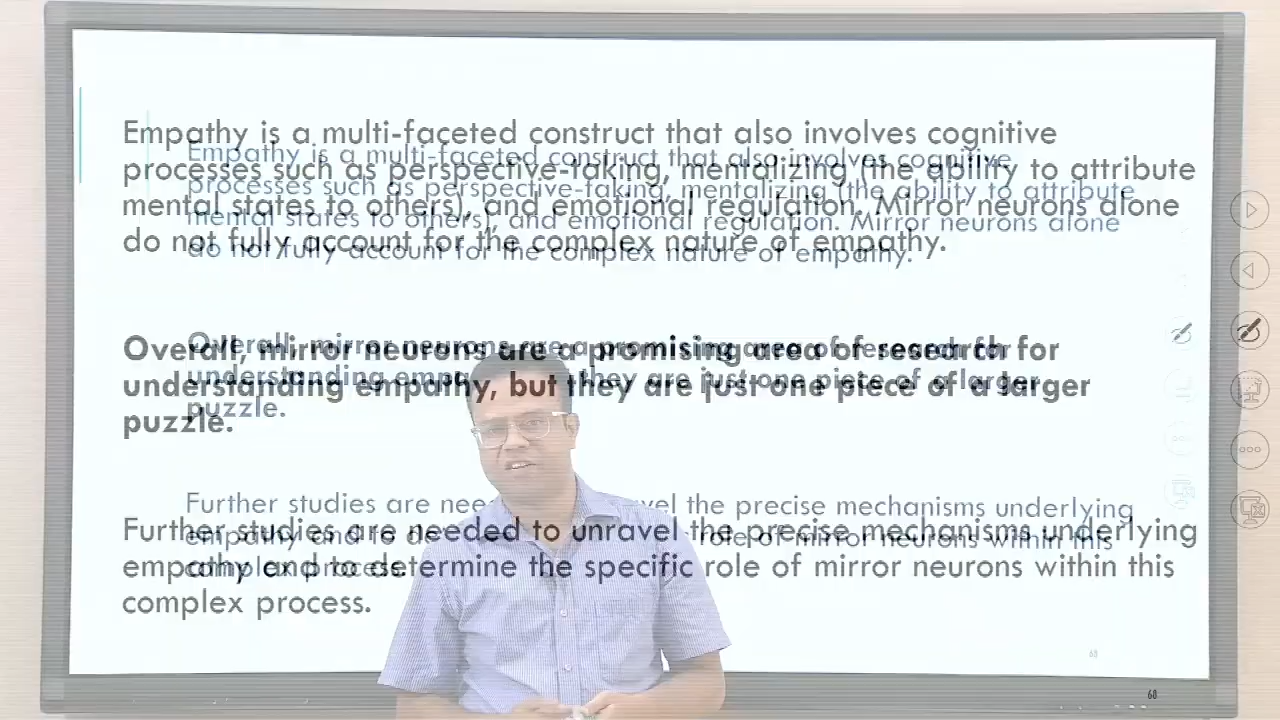 Empathy is a multi-faceted construct that also involves cognitive
processes such as perspective-taking, mentalizing (the ability to attribute
mental states to others), and emotional regulation. Mirror neurons alone
do not fully account for the complex nature of empathy.
Overall, mirror neurons are a promising area of research for
understanding empathy, but they are just one piece of a larger
puzzle.
Further studies are needed to unravel the precise mechanisms underlying
empathy and to determine the specific role of mirror neurons within this
complex process.
68